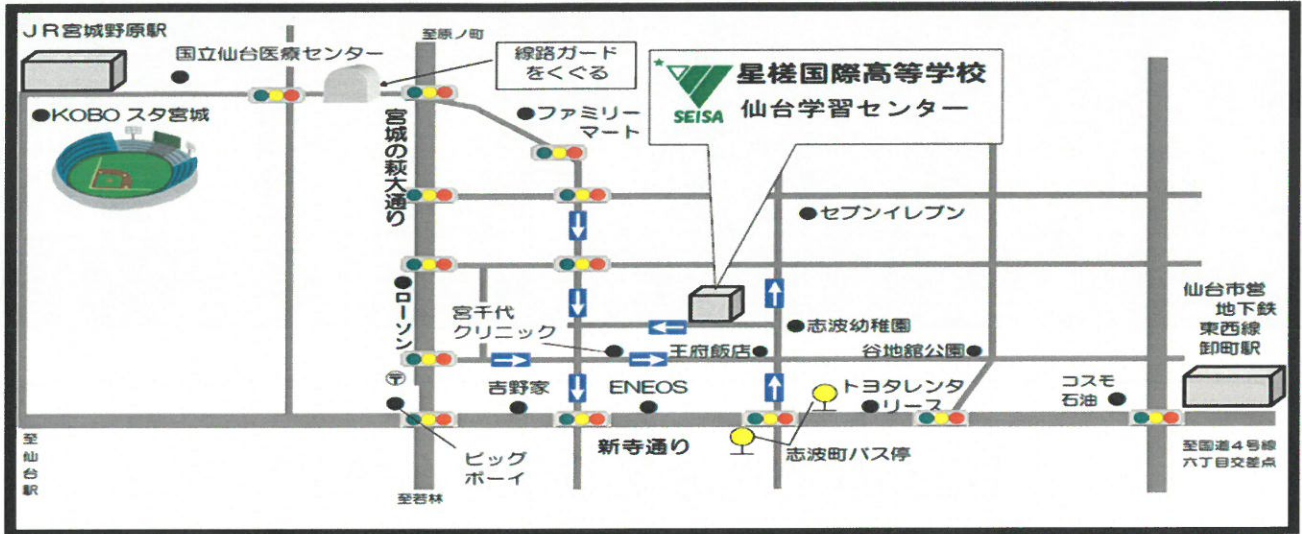 JR宮城野原駅
国立仙台医療センター
至原ノ町
線路ガード
をくぐる
星槎国際高等学校
仙台学習センター
SEISA
●KOBO スタ宮城
●ファミリー
マート
宮城の萩大通り
●セブンイレブン
●ローソン
宮千代
クリニック
●志波幼稚園
仙台市営
地下鉄
東西線
卸町駅
王府飯店●
谷地舘公園●
〒
吉野家
ENEOS
トヨタレンタ
リース
コスモ
石油
新寺通り
志波町バス停
ビッグ
ボーイ
至仙台駅
至若林
至国道4号線
六丁目交差点